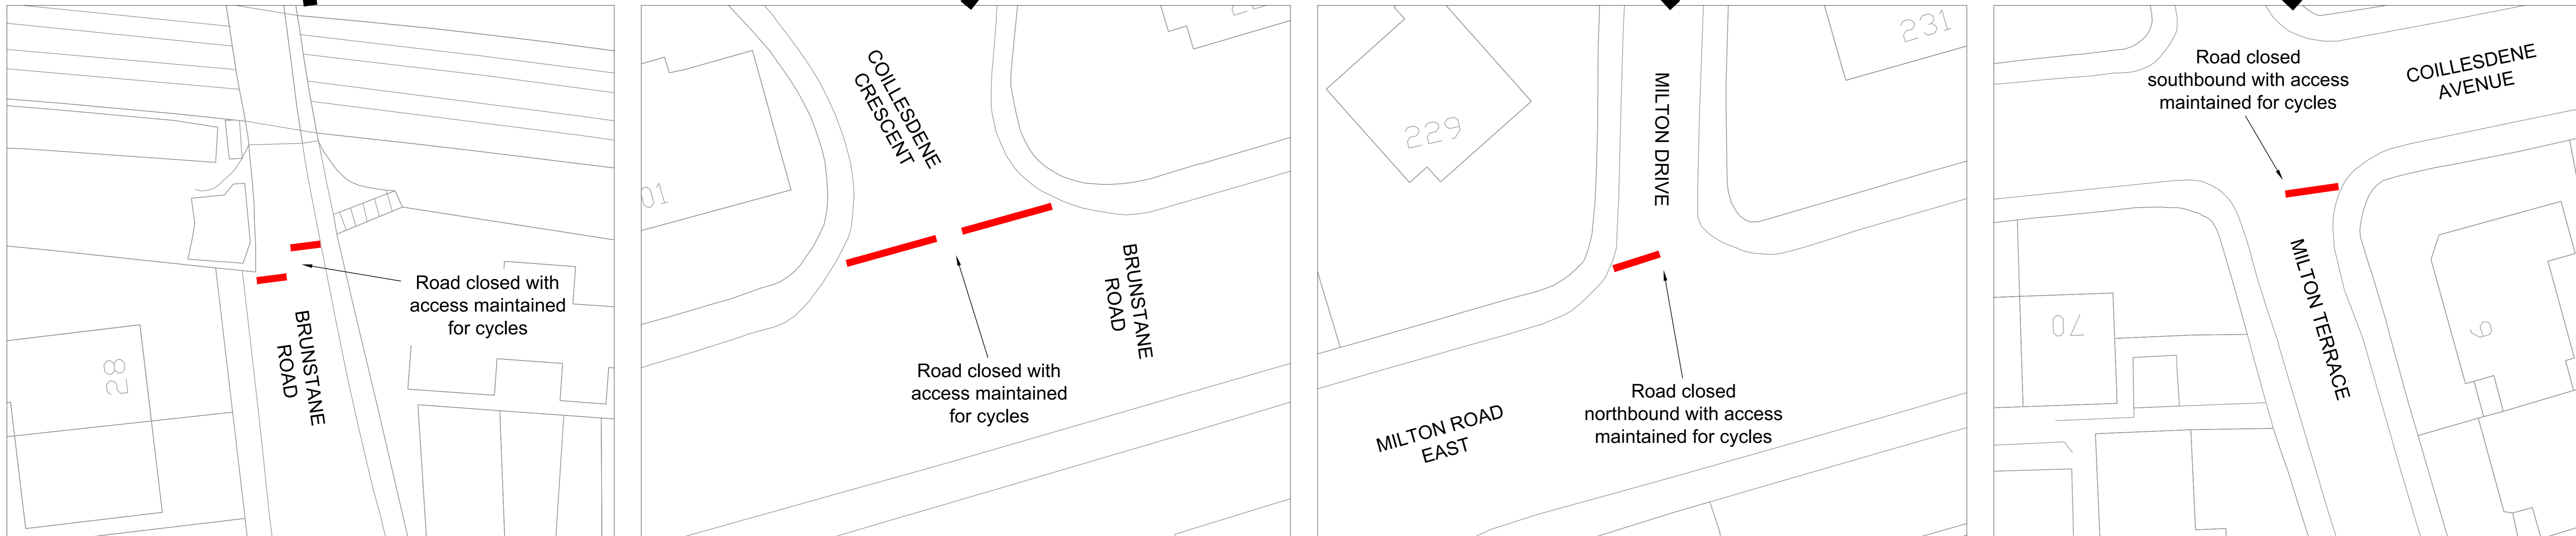 Road closed with
access maintained
for cycles
BRUNSTANE
ROAD
28
01
COILLESDENE
CRESCENT
BRUNSTANE
ROAD
Road closed with
access maintained
for cycles
229
231
MILTON DRIVE
MILTON ROAD
EAST
Road closed
northbound with access
maintained for cycles
Road closed
southbound with access
maintained for cycles
COILLESDENE
AVENUE
MILTON TERRACE
70
9